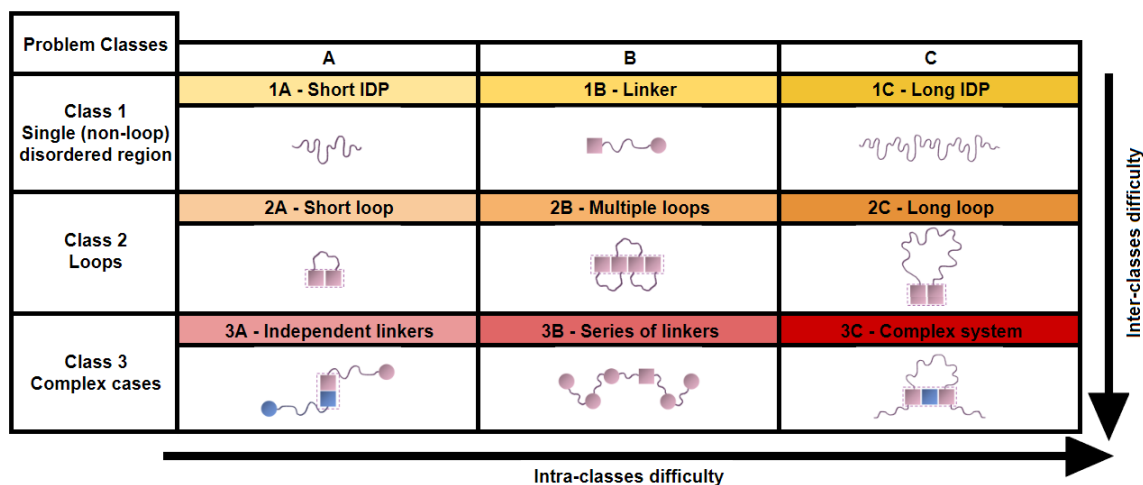 Problem Classes
A
B
C
Class 1
Single (non-loop)
disordered region
1A - Short IDP
1B - Linker
1C - Long IDP
Class 2
Loops
2A - Short loop
2B - Multiple loops
2C - Long loop
Class 3
Complex cases
3A - Independent linkers
3B - Series of linkers
3C - Complex system
Inter-classes difficulty
Intra-classes difficulty